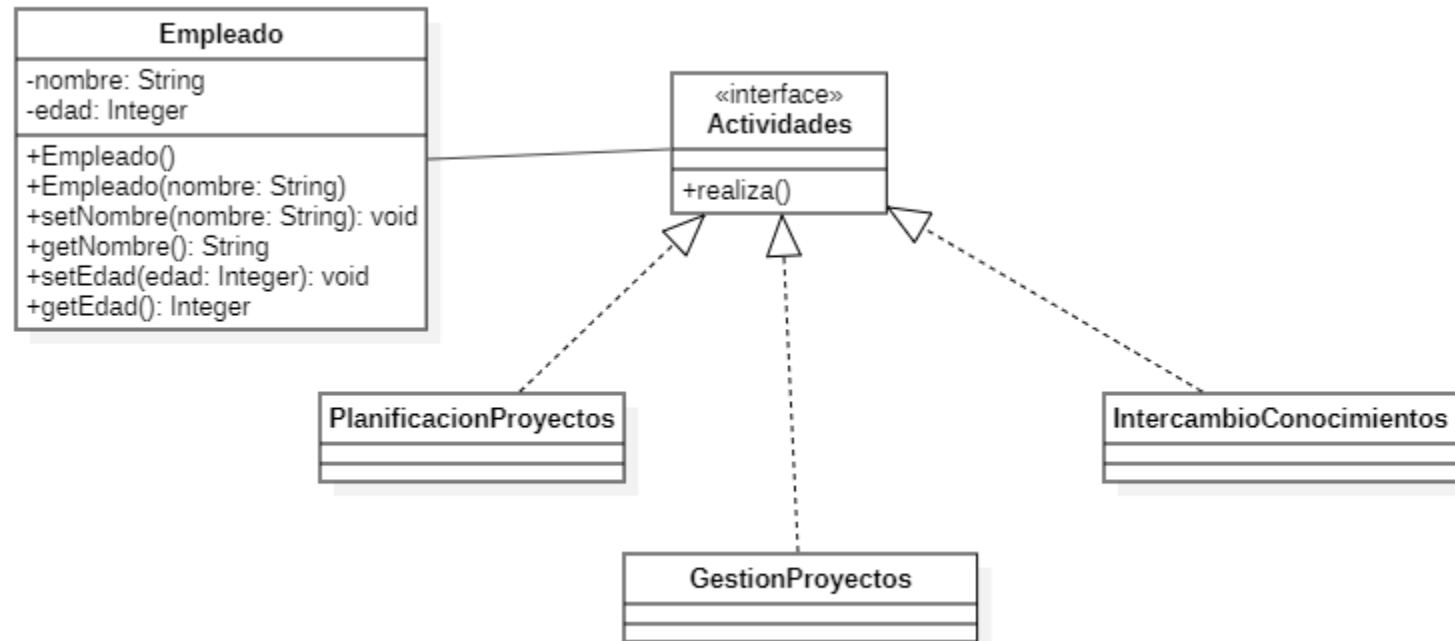 Empleado
-nombre: String
-edad: Integer
+Empleado()
+Empleado(nombre: String)
+setNombre(nombre: String): void
+getNombre(): String
+setEdad(edad: Integer): void
+getEdad(): Integer
«interface»
Actividades
+realiza()
PlanificacionProyectos
IntercambioConocimientos
GestionProyectos